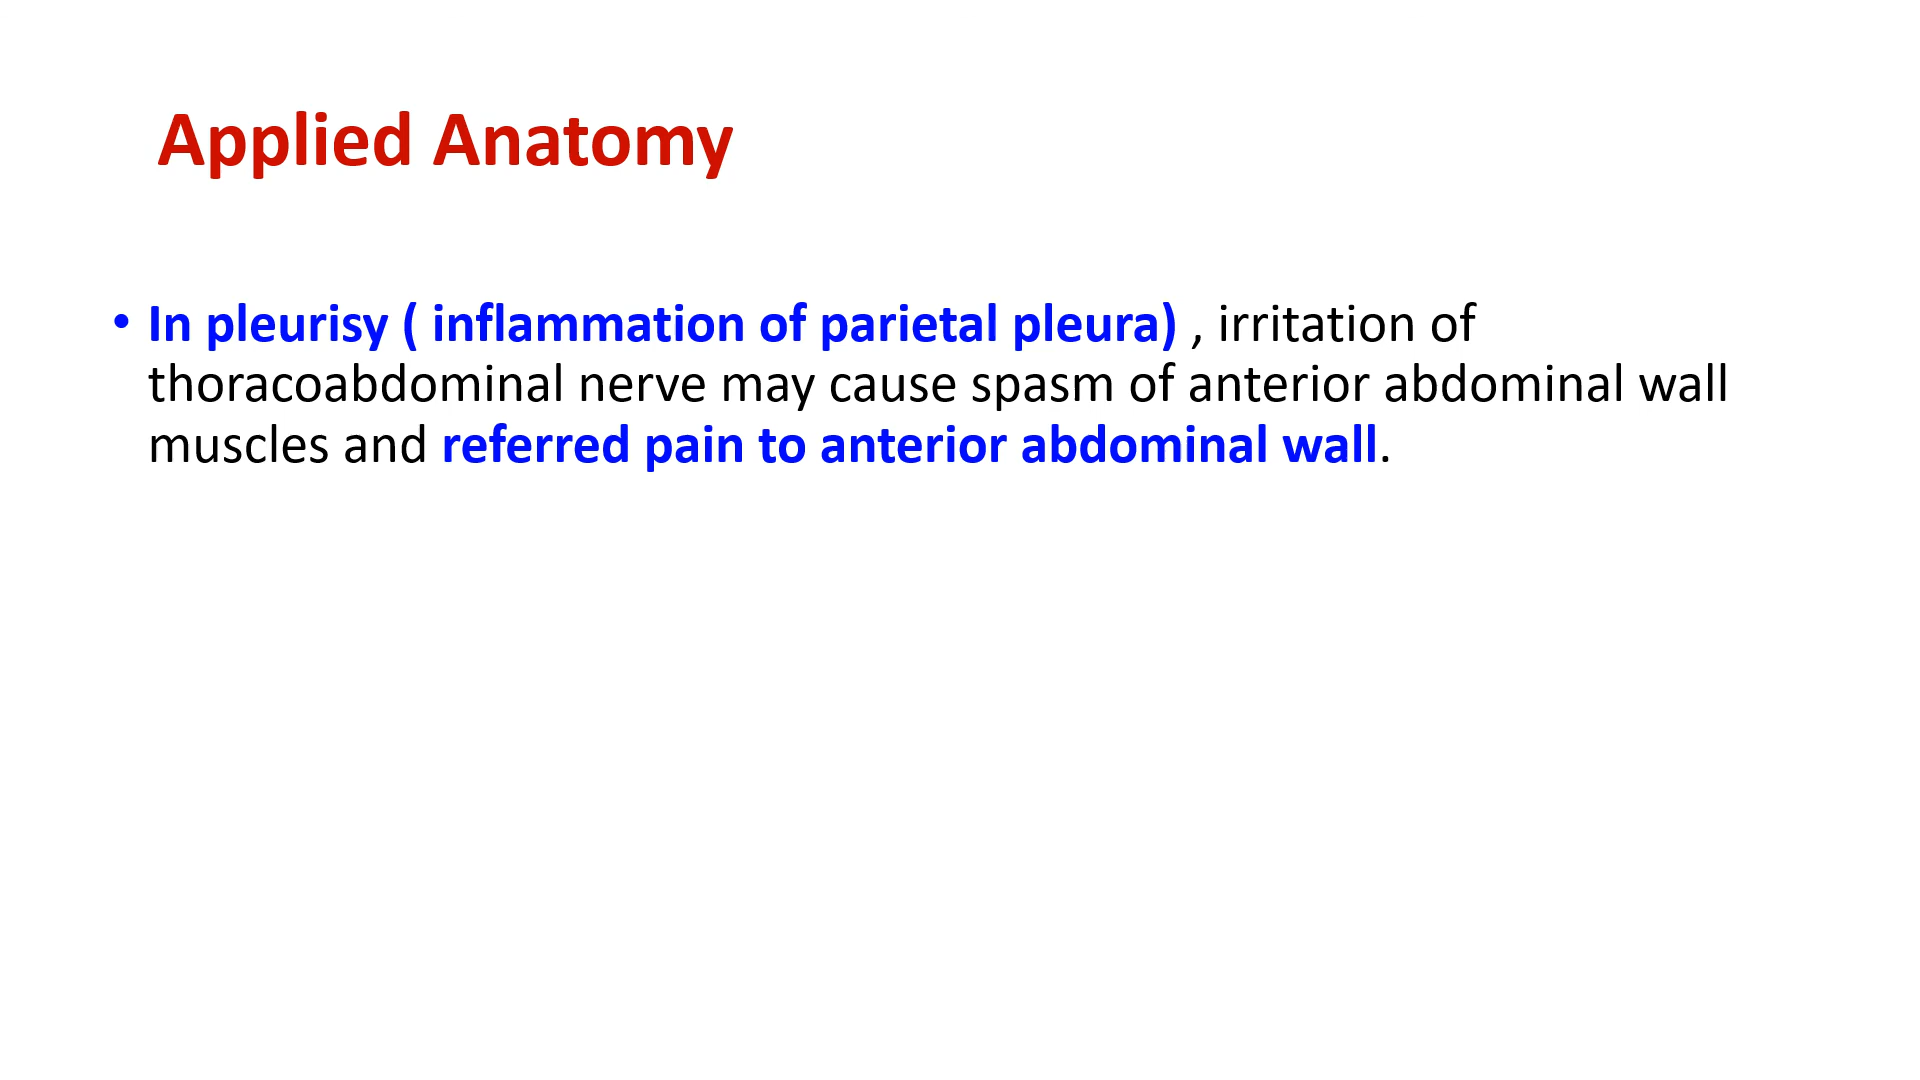 Applied Anatomy
• In pleurisy ( inflammation of parietal pleura) , irritation of
thoracoabdominal nerve may cause spasm of anterior abdominal wall
muscles and referred pain to anterior abdominal wall.